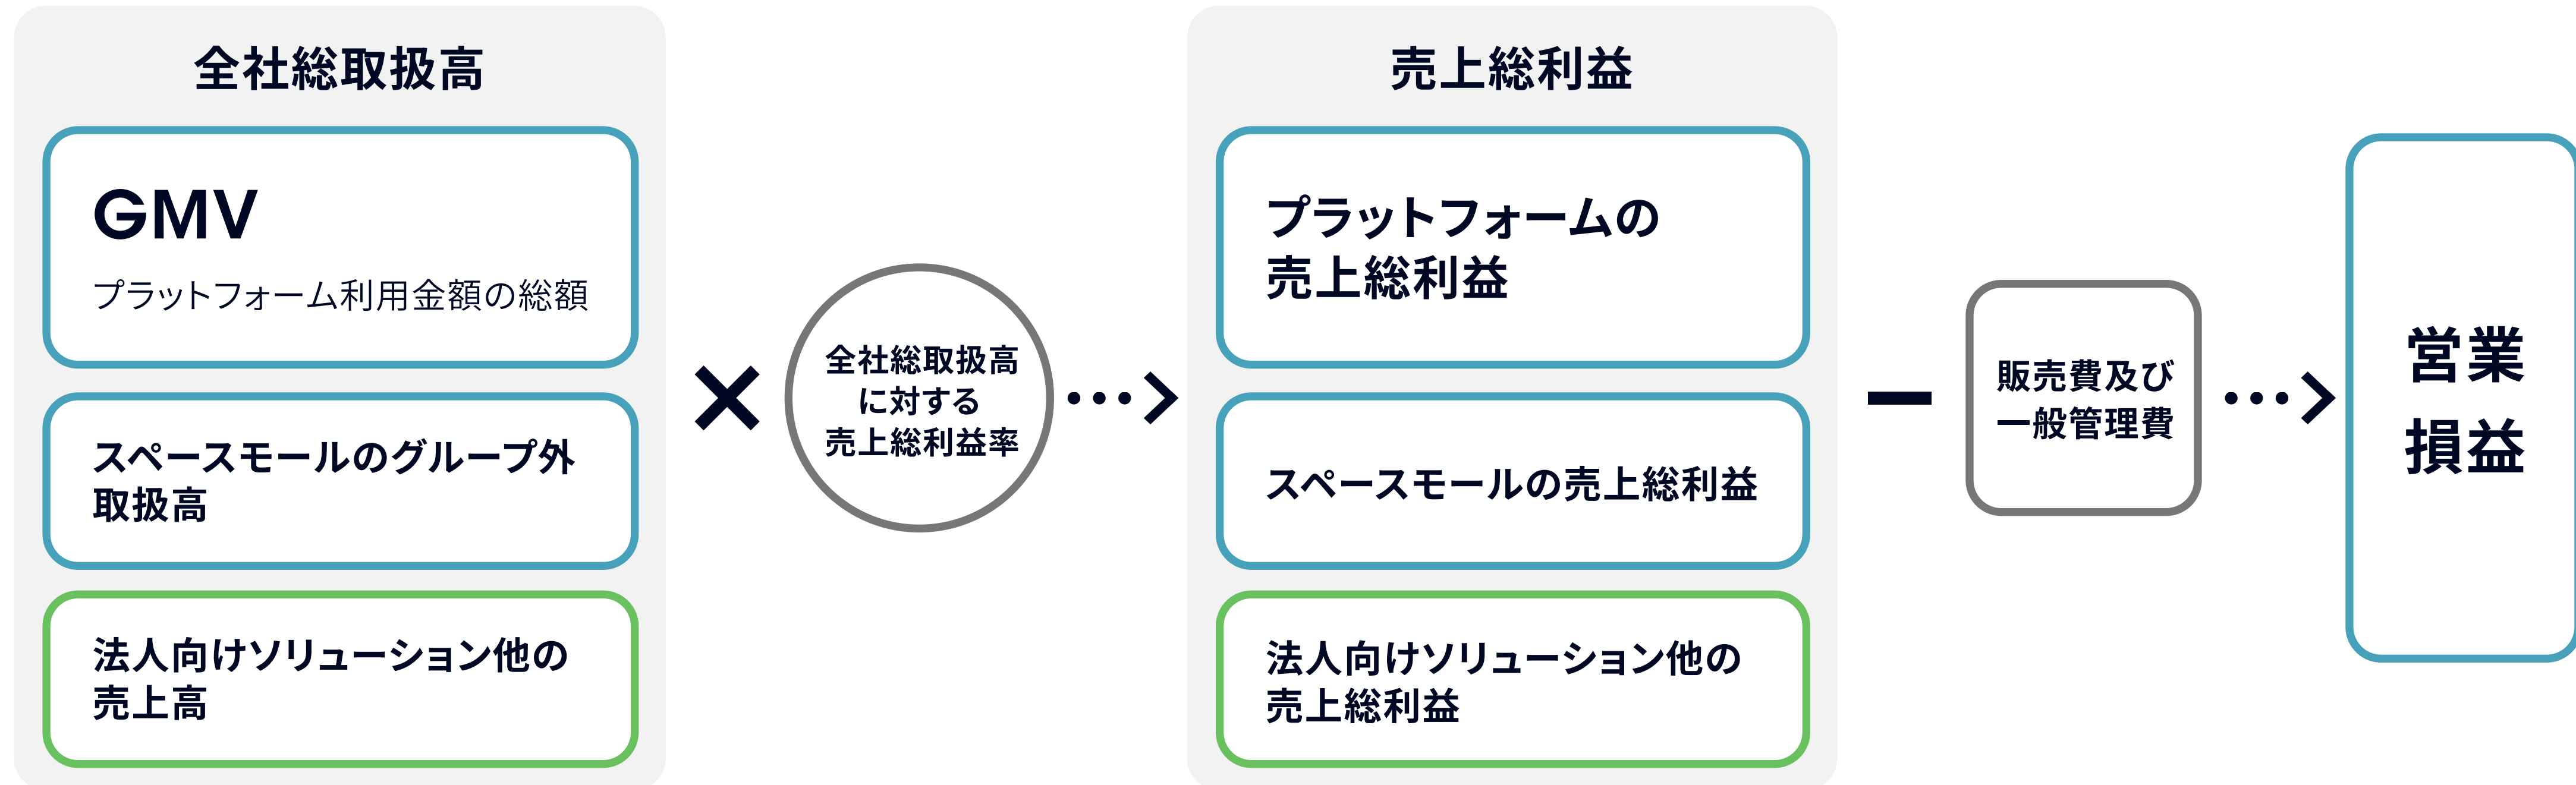 全社総取扱高
GMV
プラットフォーム利用金額の総額
スペースモールのグループ外
取扱高
法人向けソリューション他の
売上高
×
全社総取扱高
に対する
売上総利益率
売上総利益
プラットフォームの
売上総利益
スペースモールの売上総利益
法人向けソリューション他の
売上総利益
ー
販売費及び
一般管理費
営業
損益